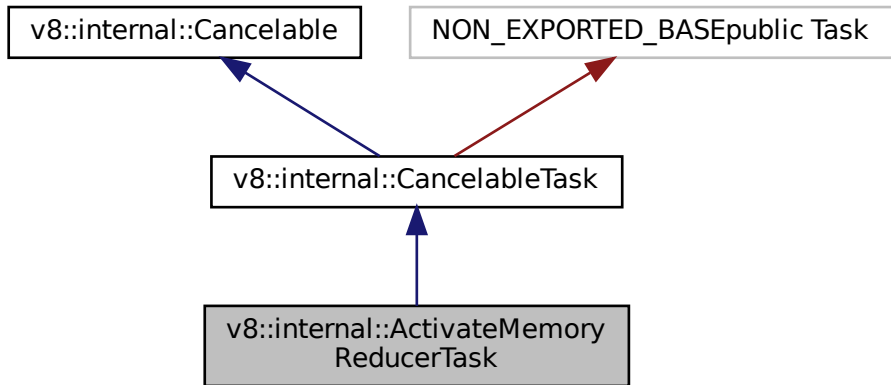 v8::internal::Cancelable
NON_EXPORTED_BASEpublic Task
v8::internal::CancelableTask
v8::internal::ActivateMemory
ReducerTask